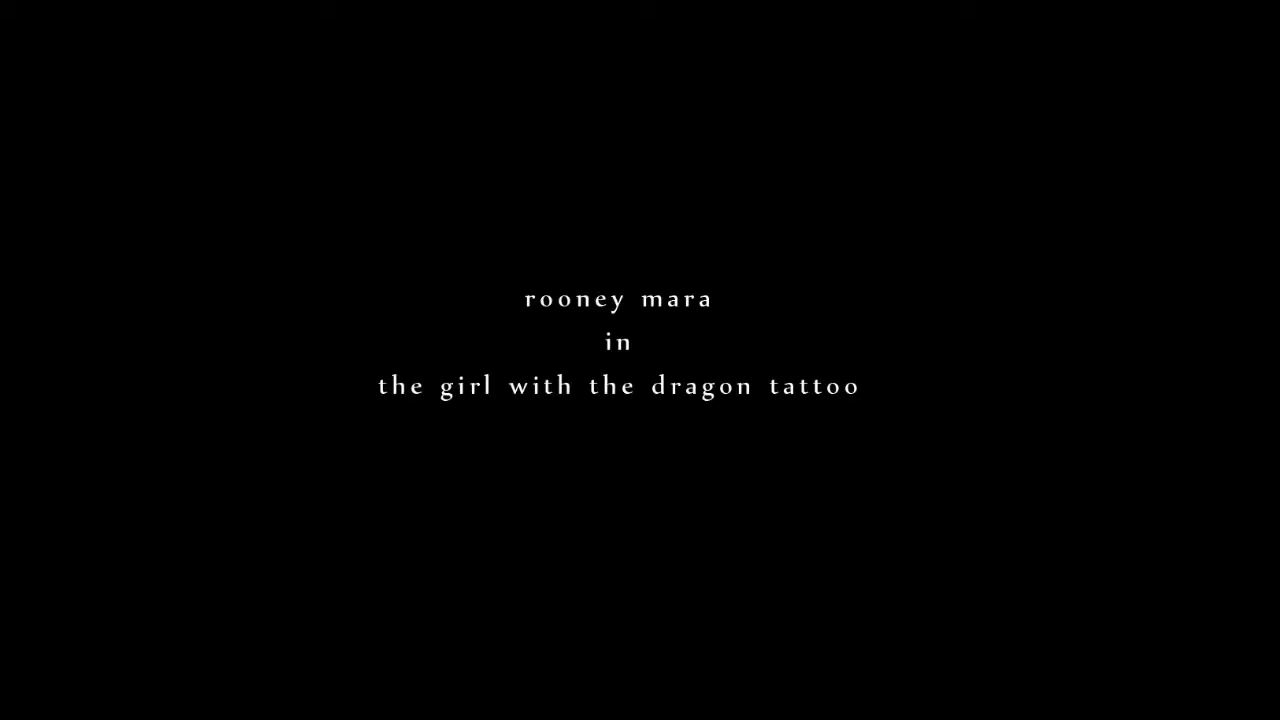 rooney mara
in
the girl with the dragon tattoo